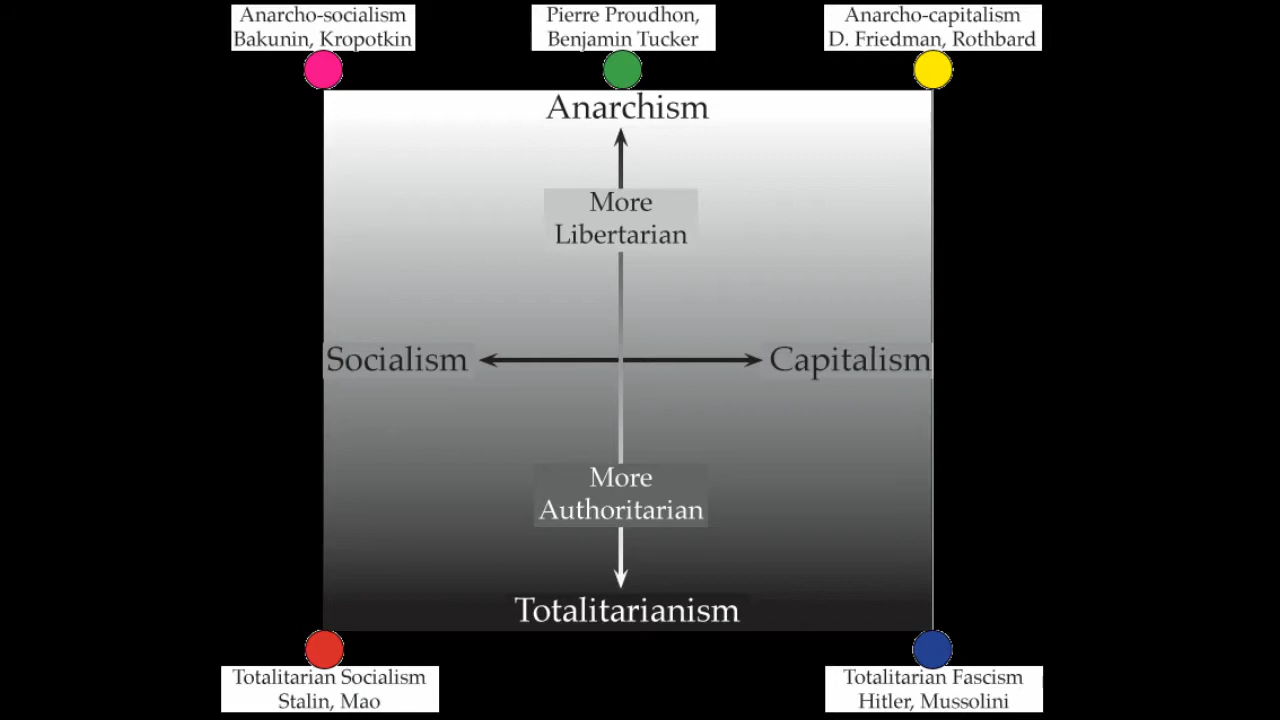 Anarcho-socialism
Bakunin, Kropotkin
Pierre Proudhon,
Benjamin Tucker
Anarcho-capitalism
D. Friedman, Rothbard
Anarchism
More
Libertarian
Socialism
Capitalism
More
Authoritarian
Totalitarianism
Totalitarian Socialism
Stalin, Mao
Totalitarian Fascism
Hitler, Mussolini